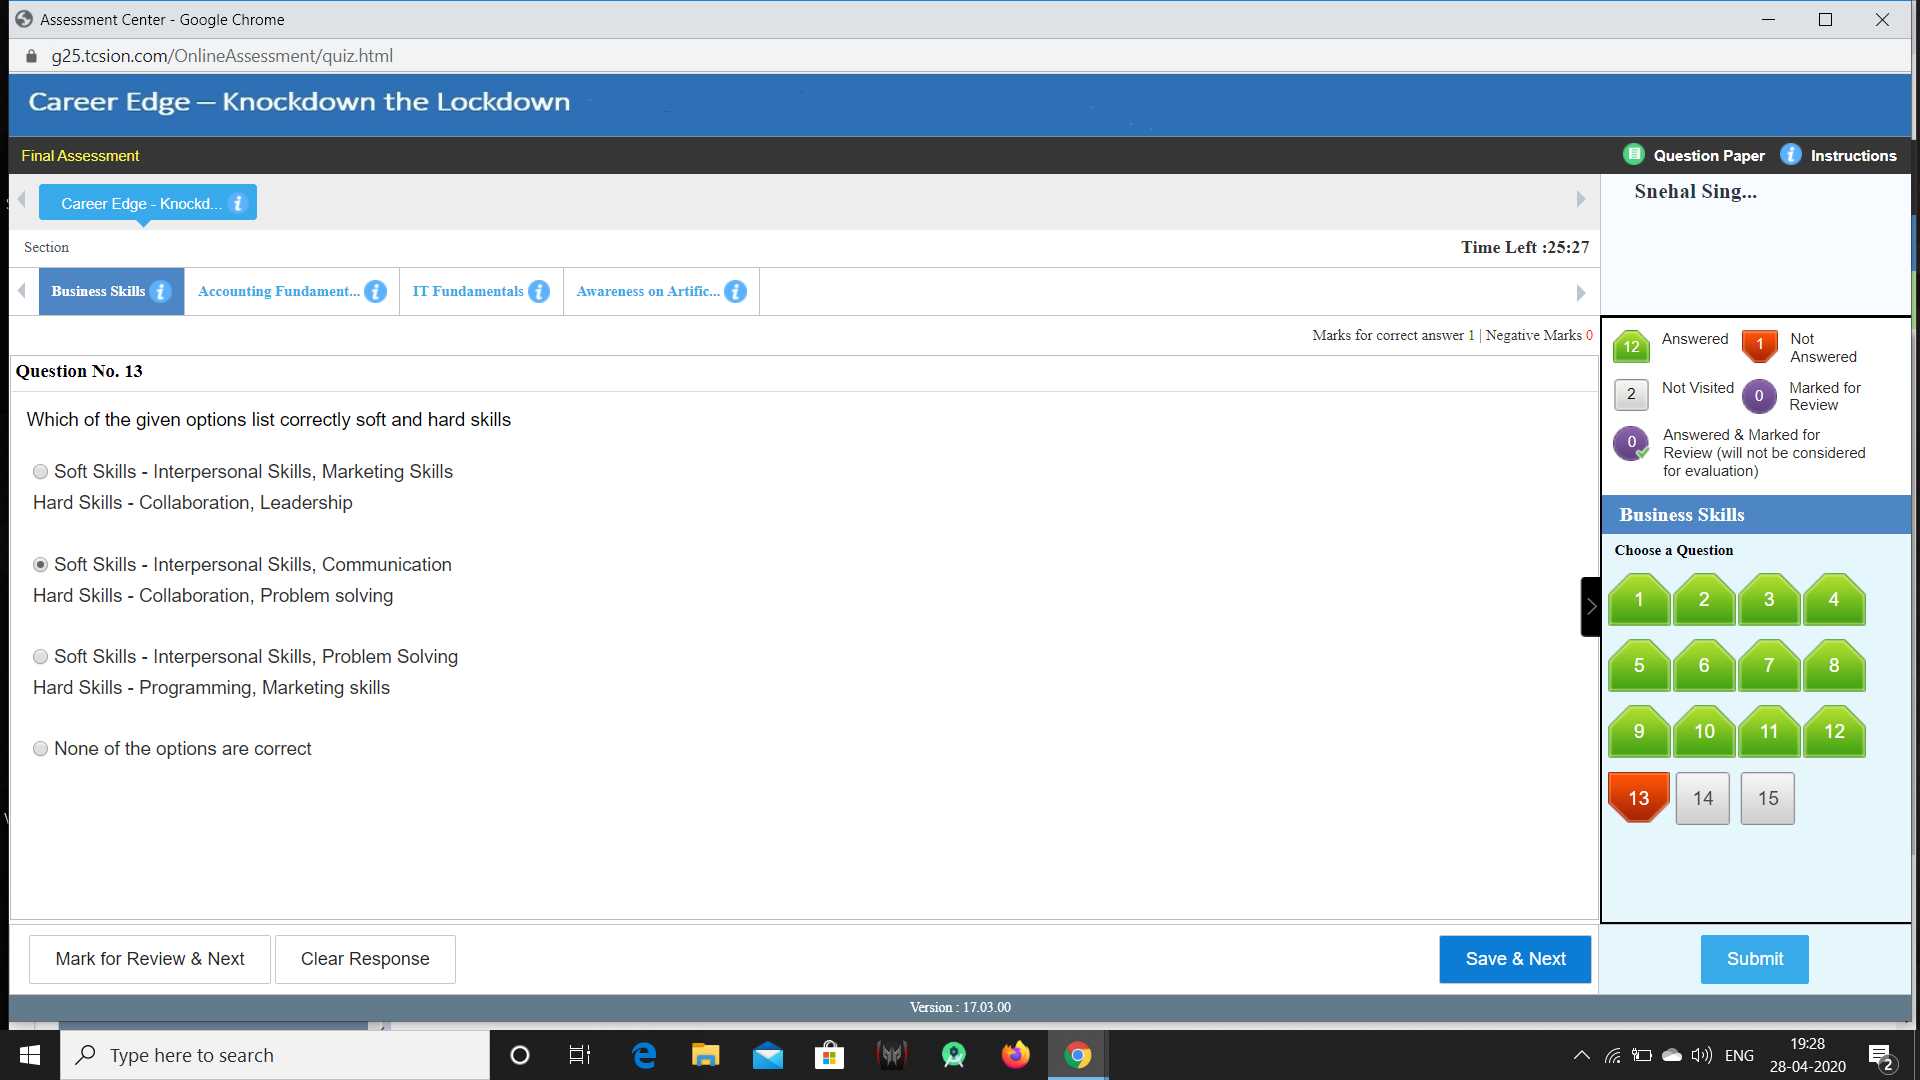 Assessment Center - Google Chrome
g25.tcsion.com/OnlineAssessment/quiz.html
Career Edge – Knockdown the Lockdown
Final Assessment
Question Paper
Instructions
Career Edge - Knockd...
Snehal Sing...
Section
Time Left :25:27
Business Skills
Accounting Fundament...
IT Fundamentals
Awareness on Artific...
Marks for correct answer 1 | Negative Marks 0
Question No. 13
Which of the given options list correctly soft and hard skills
Soft Skills - Interpersonal Skills, Marketing Skills
Hard Skills - Collaboration, Leadership
Soft Skills - Interpersonal Skills, Communication
Hard Skills - Collaboration, Problem solving
Soft Skills - Interpersonal Skills, Problem Solving
Hard Skills - Programming, Marketing skills
None of the options are correct
12 Answered
1 Not Answered
2 Not Visited
0 Marked for Review
0 Answered & Marked for
Review (will not be considered
for evaluation)
Business Skills
Choose a Question
1 2 3 4
5 6 7 8
9 10 11 12
13 14 15
Mark for Review & Next
Clear Response
Save & Next
Submit
Version : 17.03.00
Type here to search
ENG
19:28
28-04-2020
2